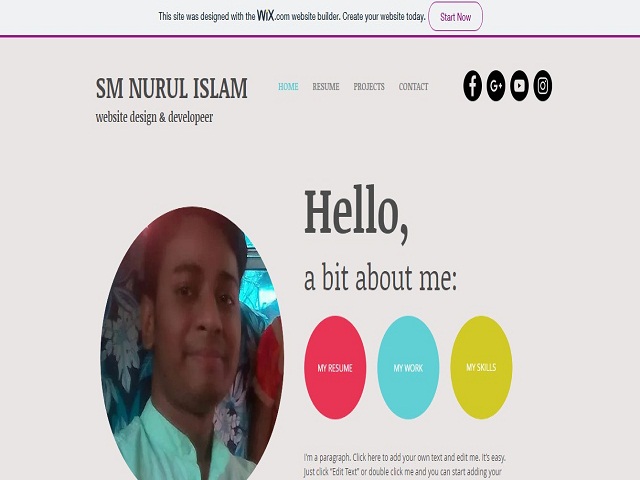 This site was designed with the WiX.com website builder. Create your website today. Start Now
SM NURUL ISLAM
website design & developeer
HOME RESUME PROJECTS CONTACT
Hello,
a bit about me:
MY RESUME MY WORK MY SKILLS
I'm a paragraph. Click here to add your own text and edit me. It's easy.
Just click "Edit Text" or double click me and you can start adding your